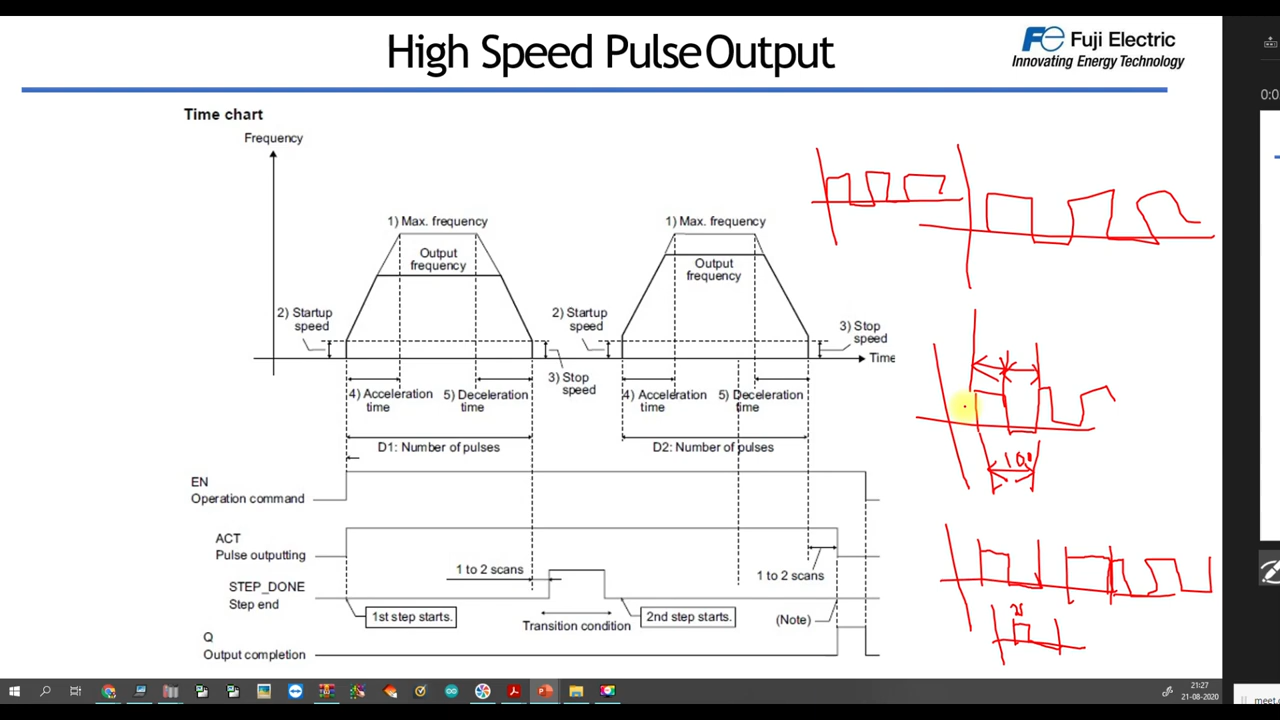 High Speed Pulse Output
Fe Fuji Electric
Innovating Energy Technology
Time chart
Frequency
1) Max. frequency
Output
frequency
2) Startup
speed
3) Stop
speed
4) Acceleration
time
5) Deceleration
time
D1: Number of pulses
1) Max. frequency
Output
frequency
2) Startup
speed
3) Stop
speed
Time
4) Acceleration
time
5) Deceleration
time
D2: Number of pulses
EN
Operation command
ACT
Pulse outputting
1 to 2 scans
1 to 2 scans
STEP_DONE
Step end
1st step starts.
Transition condition
2nd step starts.
(Note)
Q
Output completion
0:0
21:27
21-08-2020
meet.